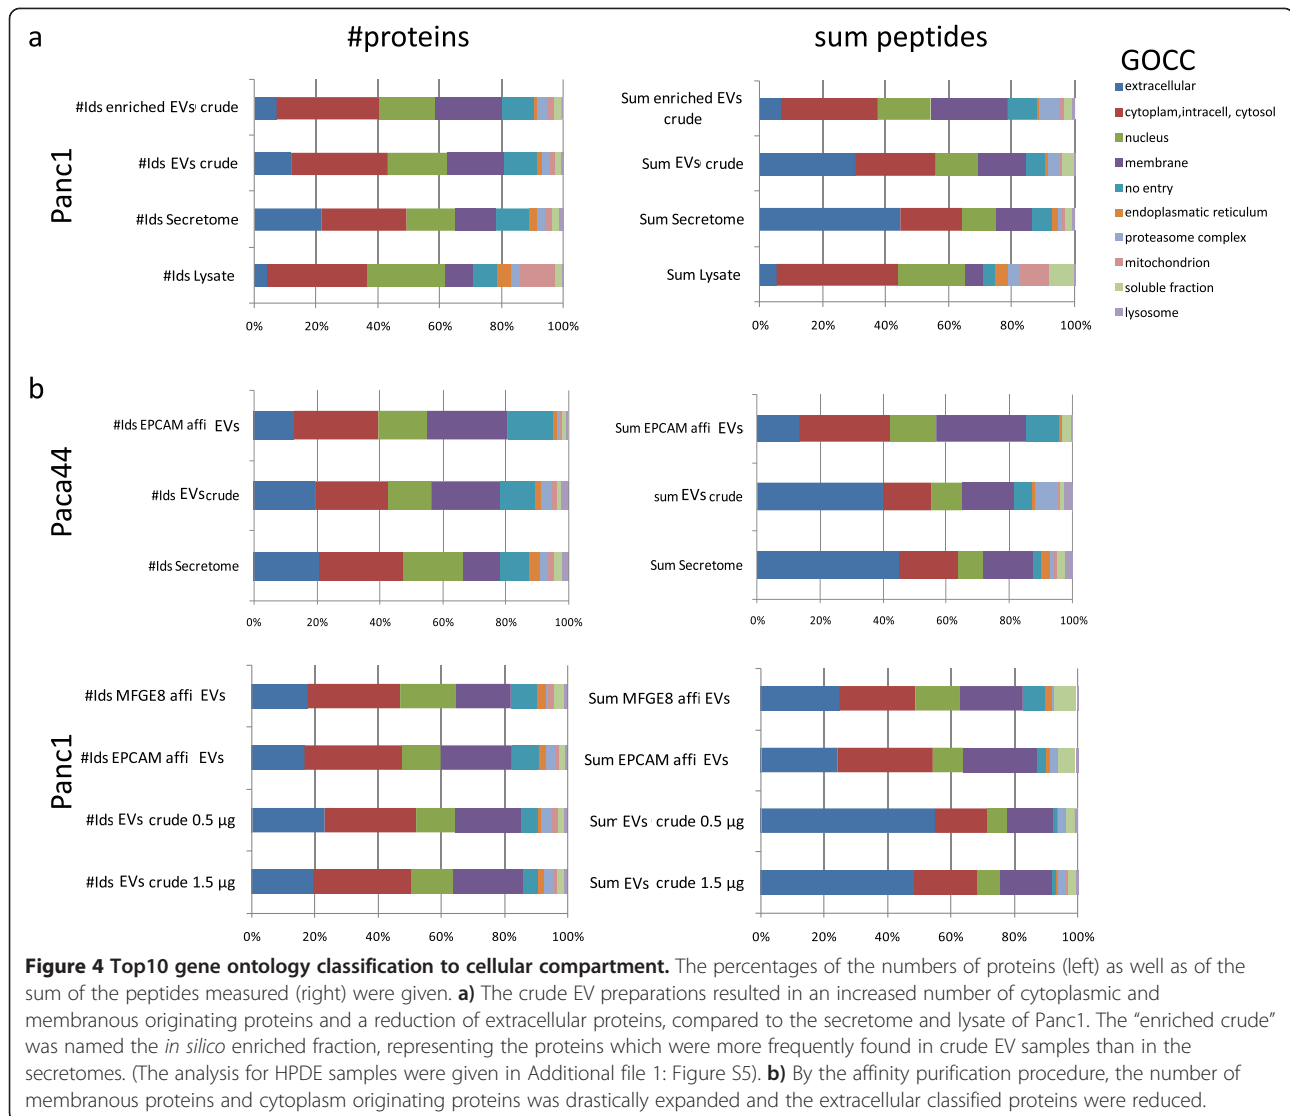 a
#proteins
sum peptides
GOCC
extracellular
cytoplam,intracell, cytosol
nucleus
membrane
no entry
endoplasmatic reticulum
proteasome complex
mitochondrion
soluble fraction
lysosome
Panc1
#Ids enriched EVs crude
#Ids EVs crude
#Ids Secretome
#Ids Lysate
0% 20% 40% 60% 80% 100%
Sum enriched EVs
crude
Sum EVs crude
Sum Secretome
Sum Lysate
0% 20% 40% 60% 80% 100%
b
Paca44
#Ids EPCAM affi EVs
#Ids EVs crude
#Ids Secretome
0% 20% 40% 60% 80% 100%
Sum EPCAM affi EVs
sum EVs crude
Sum Secretome
0% 20% 40% 60% 80% 100%
Panc1
#Ids MFGE8 affi EVs
#Ids EPCAM affi EVs
#Ids EVs crude 0.5 µg
#Ids EVs crude 1.5 µg
0% 20% 40% 60% 80% 100%
Sum MFGE8 affi EVs
Sum EPCAM affi EVs
Sum EVs crude 0.5 µg
Sum EVs crude 1.5 µg
0% 20% 40% 60% 80% 100%
Figure 4 Top10 gene ontology classification to cellular compartment. The percentages of the numbers of proteins (left) as well as of the
sum of the peptides measured (right) were given. a) The crude EV preparations resulted in an increased number of cytoplasmic and
membranous originating proteins and a reduction of extracellular proteins, compared to the secretome and lysate of Panc1. The "enriched crude"
was named the in silico enriched fraction, representing the proteins which were more frequently found in crude EV samples than in the
secretomes. (The analysis for HPDE samples were given in Additional file 1: Figure S5). b) By the affinity purification procedure, the number of
membranous proteins and cytoplasm originating proteins was drastically expanded and the extracellular classified proteins were reduced.